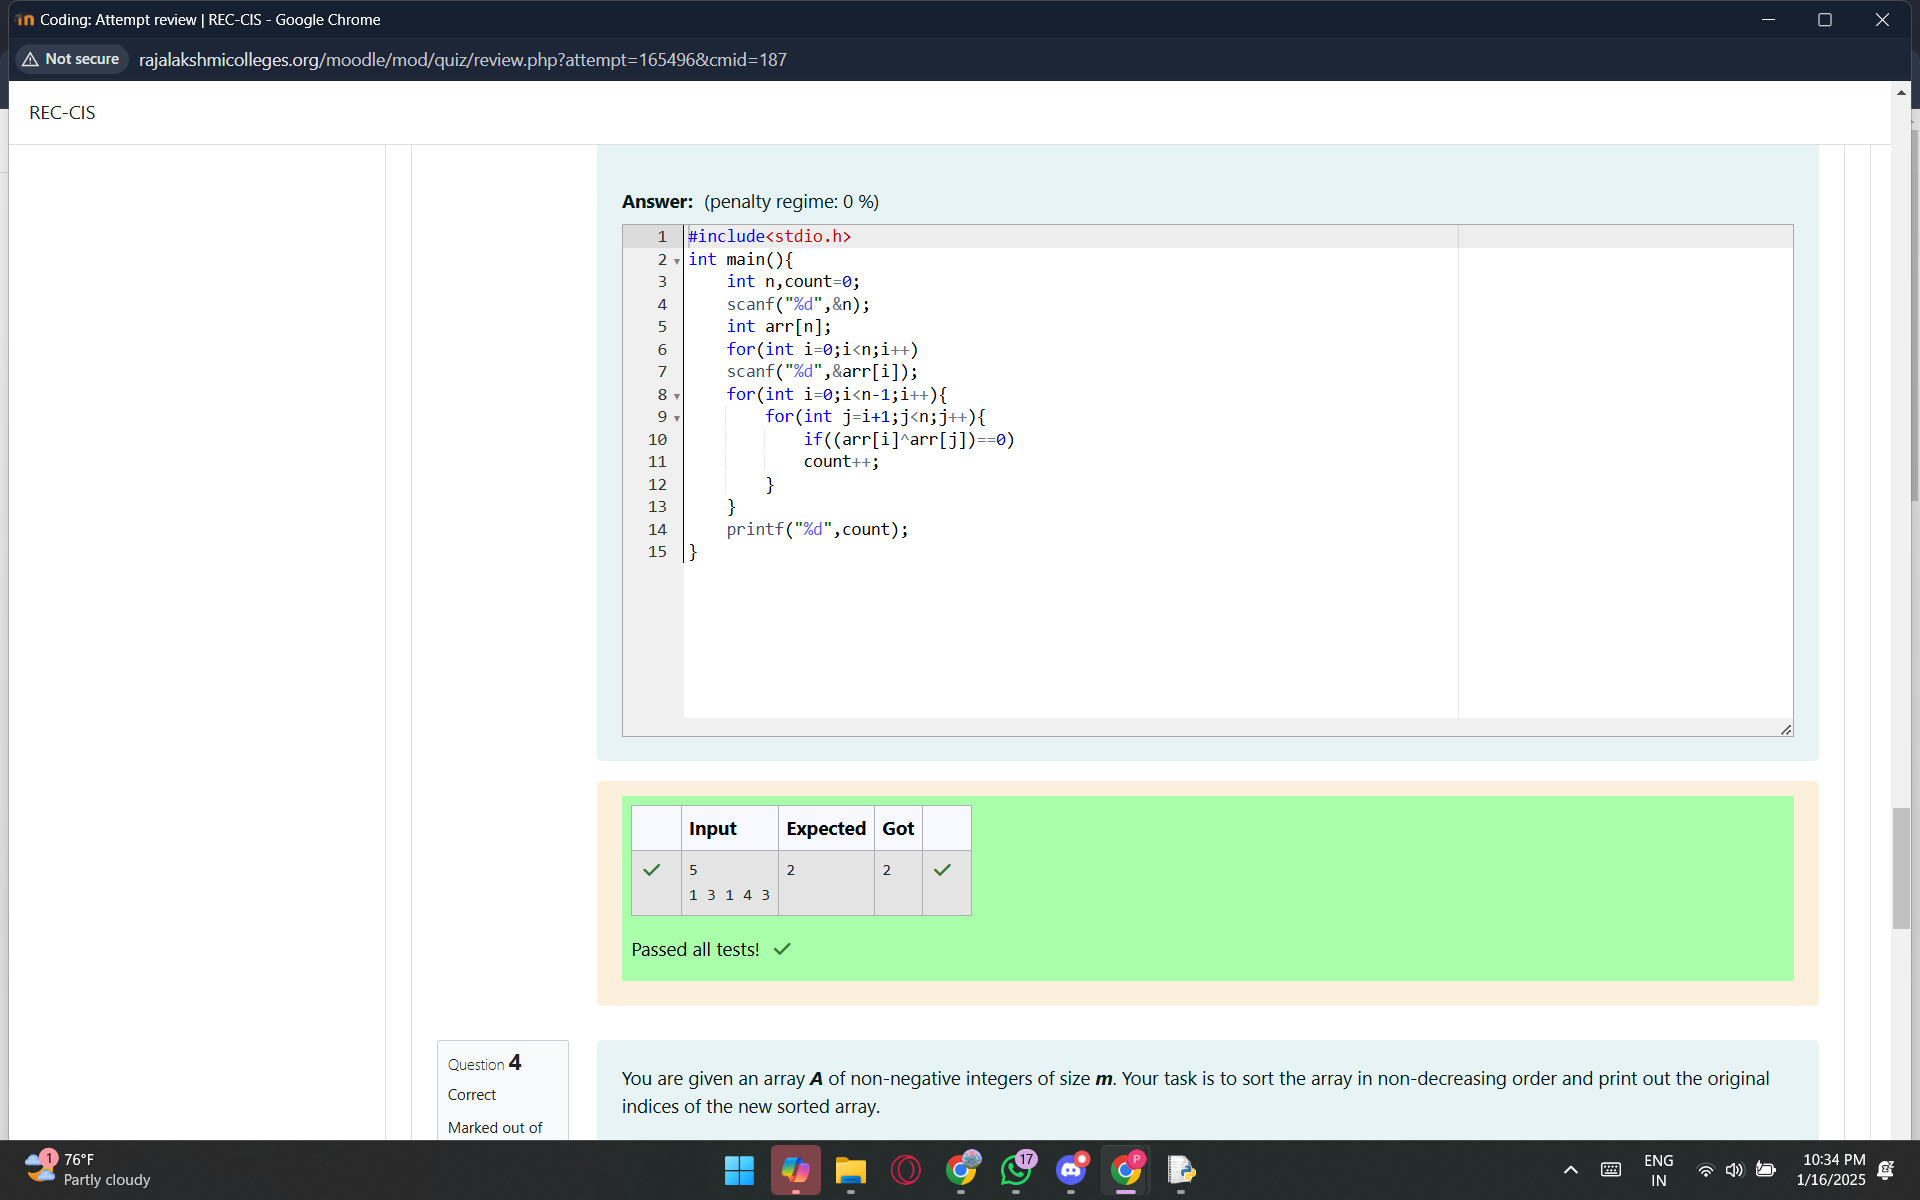 Coding: Attempt review | REC-CIS - Google Chrome
Not secure
rajalakshmicolleges.org/moodle/mod/quiz/review.php?attempt=165496&cmid=187
REC-CIS
Answer: (penalty regime: 0 %)
1 #include<stdio.h>
2 int main(){
3     int n,count=0;
4     scanf("%d",&n);
5     int arr[n];
6     for(int i=0;i<n;i++)
7     scanf("%d",&arr[i]);
8     for(int i=0;i<n-1;i++){
9         for(int j=i+1;j<n;j++){
10             if((arr[i]^arr[j])==0)
11             count++;
12         }
13     }
14     printf("%d",count);
15 }
Input Expected Got
5 2 2
1 3 1 4 3
Passed all tests!
Question 4
Correct
Marked out of
You are given an array A of non-negative integers of size m. Your task is to sort the array in non-decreasing order and print out the original
indices of the new sorted array.
1
76°F
Partly cloudy
17
P
ENG
IN
10:34 PM
1/16/2025